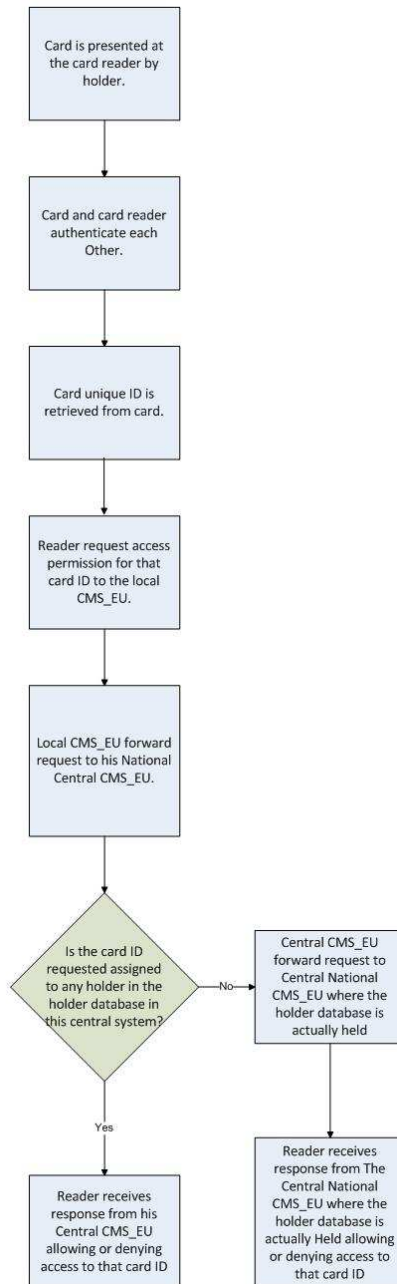 Card is presented at
the card reader by
holder.
Card and card reader
authenticate each
Other.
Card unique ID is
retrieved from card.
Reader request access
permission for that
card ID to the local
CMS_EU.
Local CMS_EU forward
request to his National
Central CMS_EU.
Is the card ID
requested assigned
to any holder in the
holder database in
this central system?
No
Central CMS_EU
forward request to
Central National
CMS_EU where the
holder database is
actually held
Yes
Reader receives
response from his
Central CMS_EU
allowing or denying
access to that card ID
Reader receives
response from The
Central National
CMS_EU where the
holder database is
actually Held allowing
or denying access to
that card ID